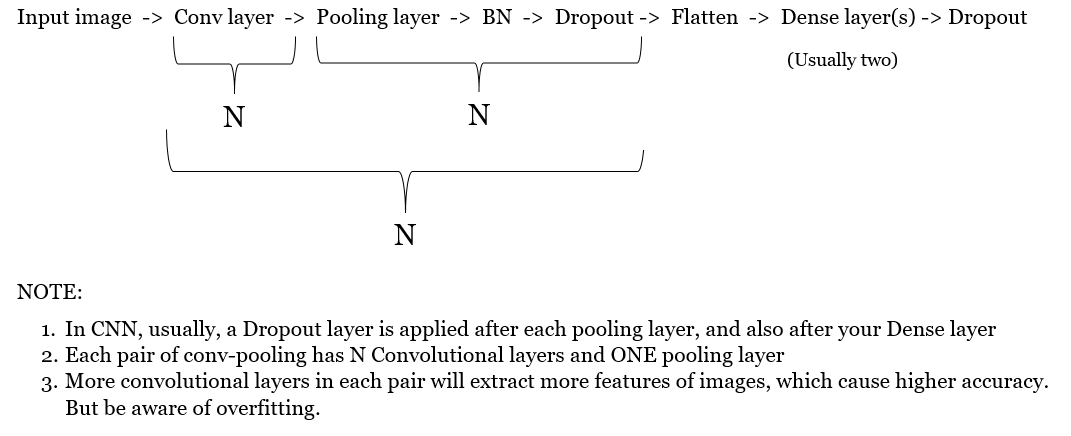 Input image -> Conv layer -> Pooling layer -> BN -> Dropout -> Flatten -> Dense layer(s) -> Dropout
(Usually two)
N N
N
NOTE:
1. In CNN, usually, a Dropout layer is applied after each pooling layer, and also after your Dense layer
2. Each pair of conv-pooling has N Convolutional layers and ONE pooling layer
3. More convolutional layers in each pair will extract more features of images, which cause higher accuracy.
But be aware of overfitting.